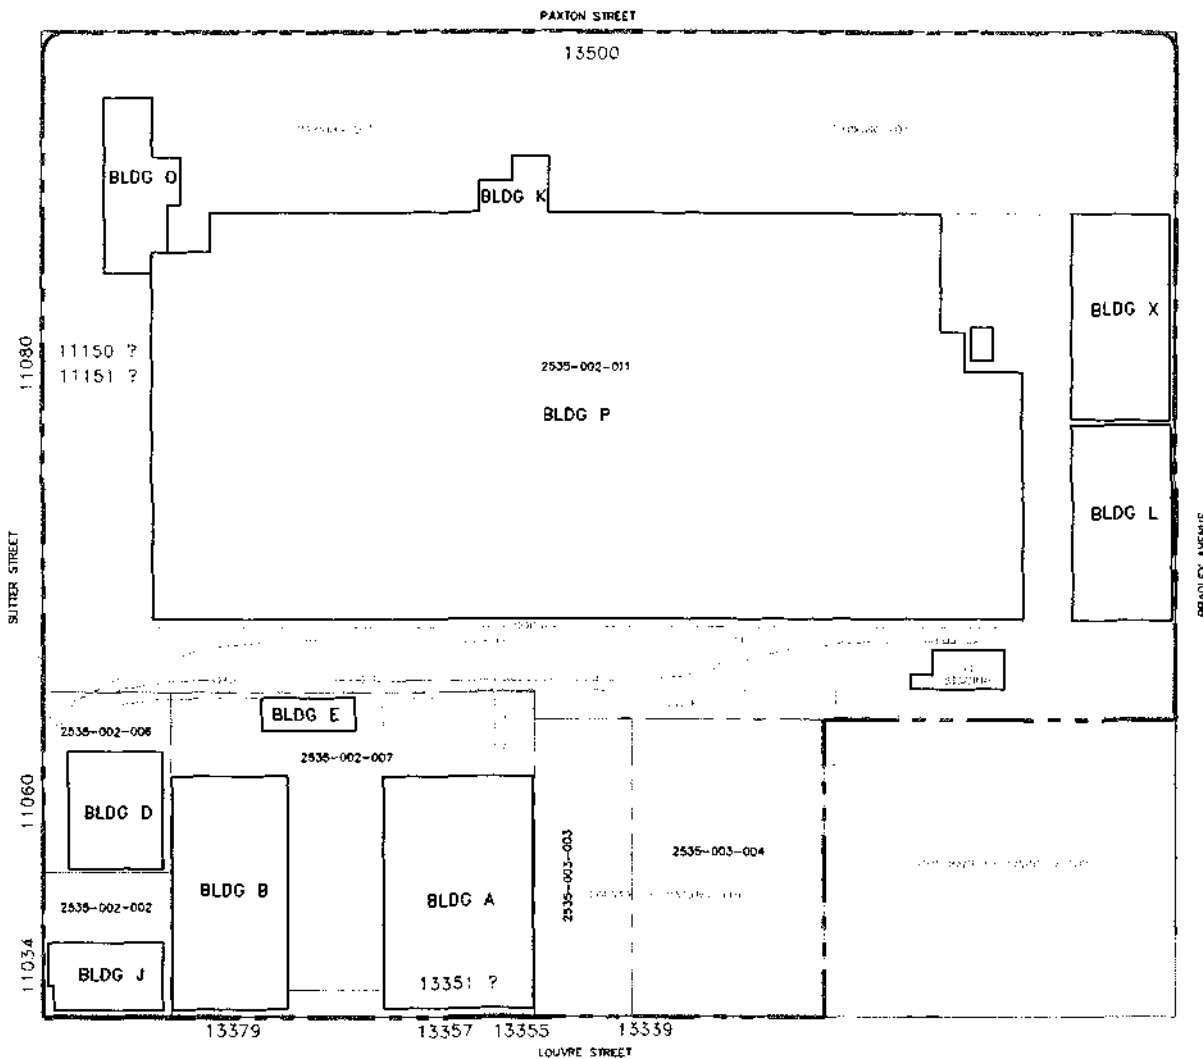 PAXTON STREET
13500
BLDG O
BLDG K
BLDG X
11080
11150 ?
11151 ?
2535-002-011
BLDG P
BLDG L
SUTTER STREET
BRADLEY AVENUE
BLDG E
2535-002-006
2535-002-007
11060
BLDG D
2535-003-003
2535-003-004
BLDG B
BLDG A
2535-002-002
11034
BLDG J
13351 ?
13379
13357
13355
13339
LOUVRE STREET